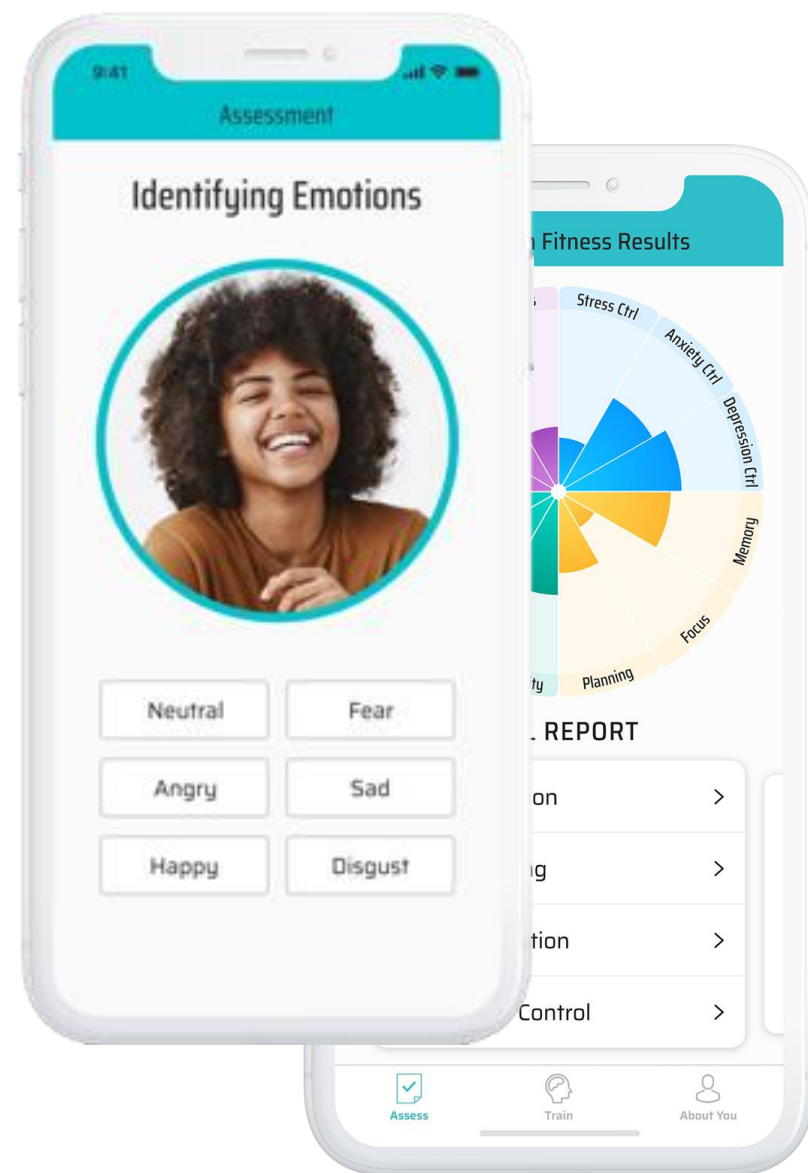 9:41
Assessment
Identifying Emotions
Neutral
Fear
Angry
Sad
Happy
Disgust
Fitness Results
Stress Ctrl
Anxiety Ctrl
Depression Ctrl
Memory
Focus
Planning
ty
REPORT
on
ng
tion
Control
Assess
Train
About You